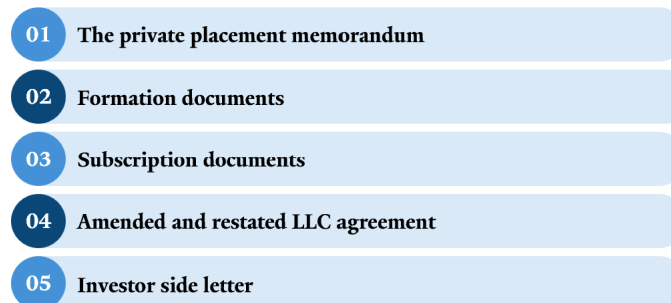 01 The private placement memorandum
02 Formation documents
03 Subscription documents
04 Amended and restated LLC agreement
05 Investor side letter